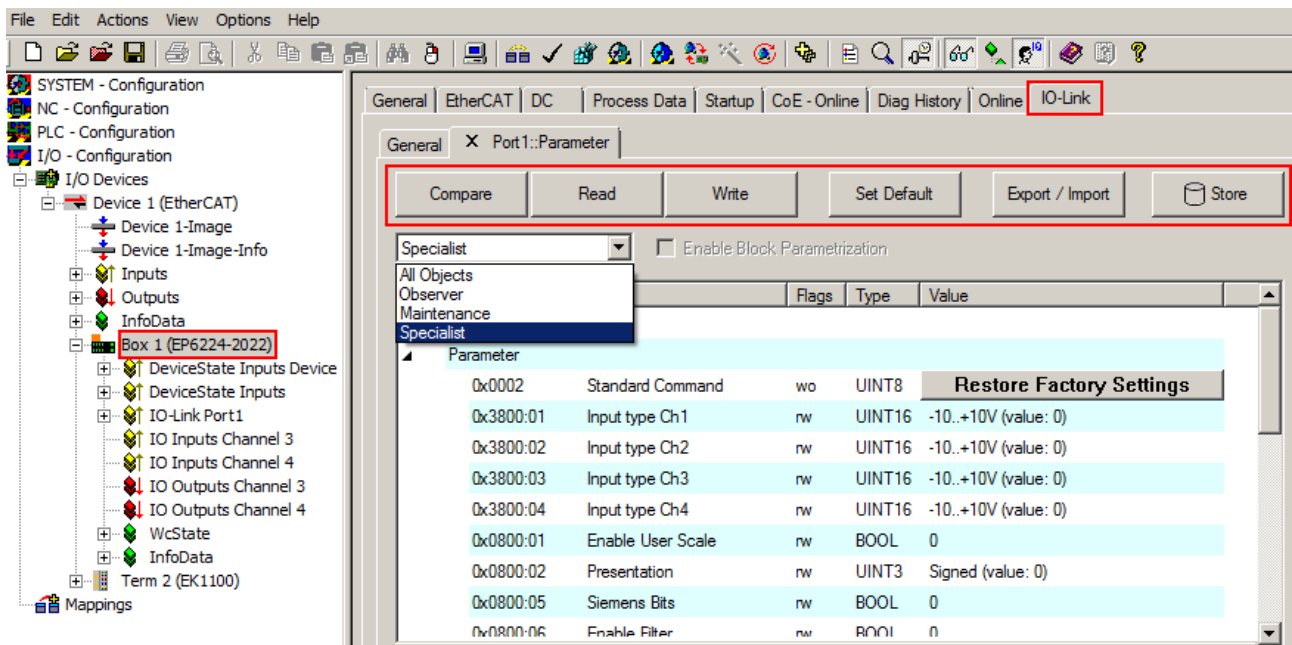 File Edit Actions View Options Help
SYSTEM - Configuration
NC - Configuration
PLC - Configuration
I/O - Configuration
I/O Devices
Device 1 (EtherCAT)
Device 1-Image
Device 1-Image-Info
Inputs
Outputs
InfoData
Box 1 (EP6224-2022)
DeviceState Inputs Device
DeviceState Inputs
IO-Link Port1
IO Inputs Channel 3
IO Inputs Channel 4
IO Outputs Channel 3
IO Outputs Channel 4
WcState
InfoData
Term 2 (EK1100)
Mappings
General EtherCAT DC Process Data Startup CoE - Online Diag History Online IO-Link
General X Port1::Parameter
Compare Read Write Set Default Export / Import Store
Specialist Enable Block Parametrization
All Objects
Observer
Maintenance
Specialist
Flags Type Value
Parameter
0x0002 Standard Command wo UINT8 Restore Factory Settings
0x3800:01 Input type Ch1 rw UINT16 -10..+10V (value: 0)
0x3800:02 Input type Ch2 rw UINT16 -10..+10V (value: 0)
0x3800:03 Input type Ch3 rw UINT16 -10..+10V (value: 0)
0x3800:04 Input type Ch4 rw UINT16 -10..+10V (value: 0)
0x0800:01 Enable User Scale rw BOOL 0
0x0800:02 Presentation rw UINT3 Signed (value: 0)
0x0800:05 Siemens Bits rw BOOL 0
0x0800:06 Enable Filter rw BOOL 0